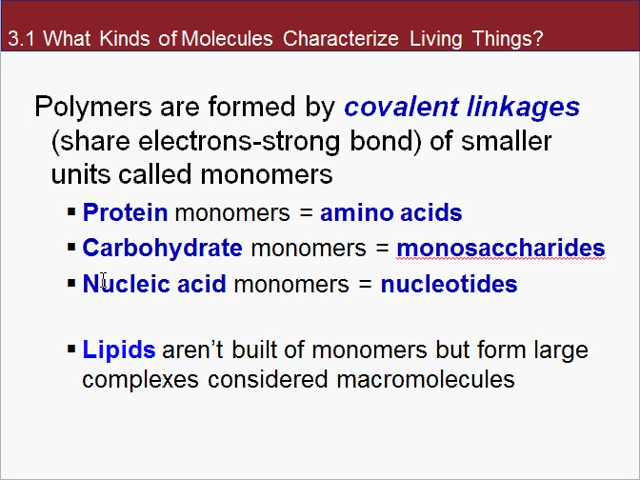 3.1 What Kinds of Molecules Characterize Living Things?
Polymers are formed by covalent linkages
(share electrons-strong bond) of smaller
units called monomers
▪ Protein monomers = amino acids
▪ Carbohydrate monomers = monosaccharides
▪ Nucleic acid monomers = nucleotides
▪ Lipids aren’t built of monomers but form large
complexes considered macromolecules